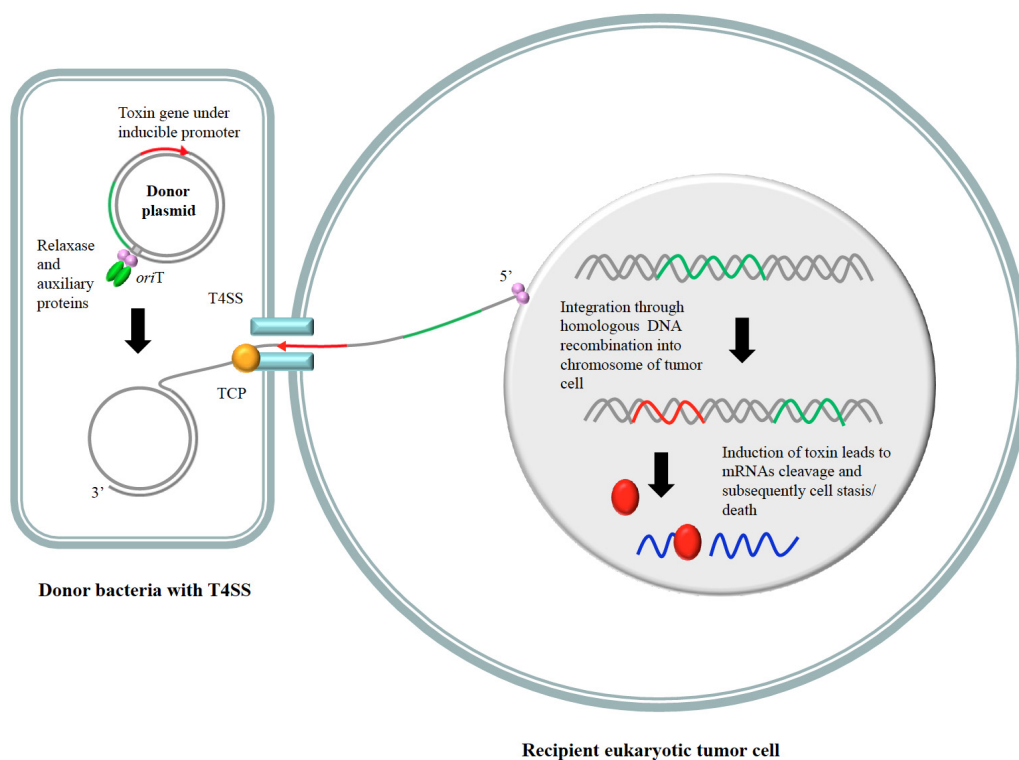 Toxin gene under
inducible promoter
Donor
plasmid
Relaxase
and
auxiliary
proteins
oriT
T4SS
TCP
3’
5’
Integration through
homologous DNA
recombination into
chromosome of tumor
cell
Induction of toxin leads to
mRNAs cleavage and
subsequently cell stasis/
death
Donor bacteria with T4SS
Recipient eukaryotic tumor cell